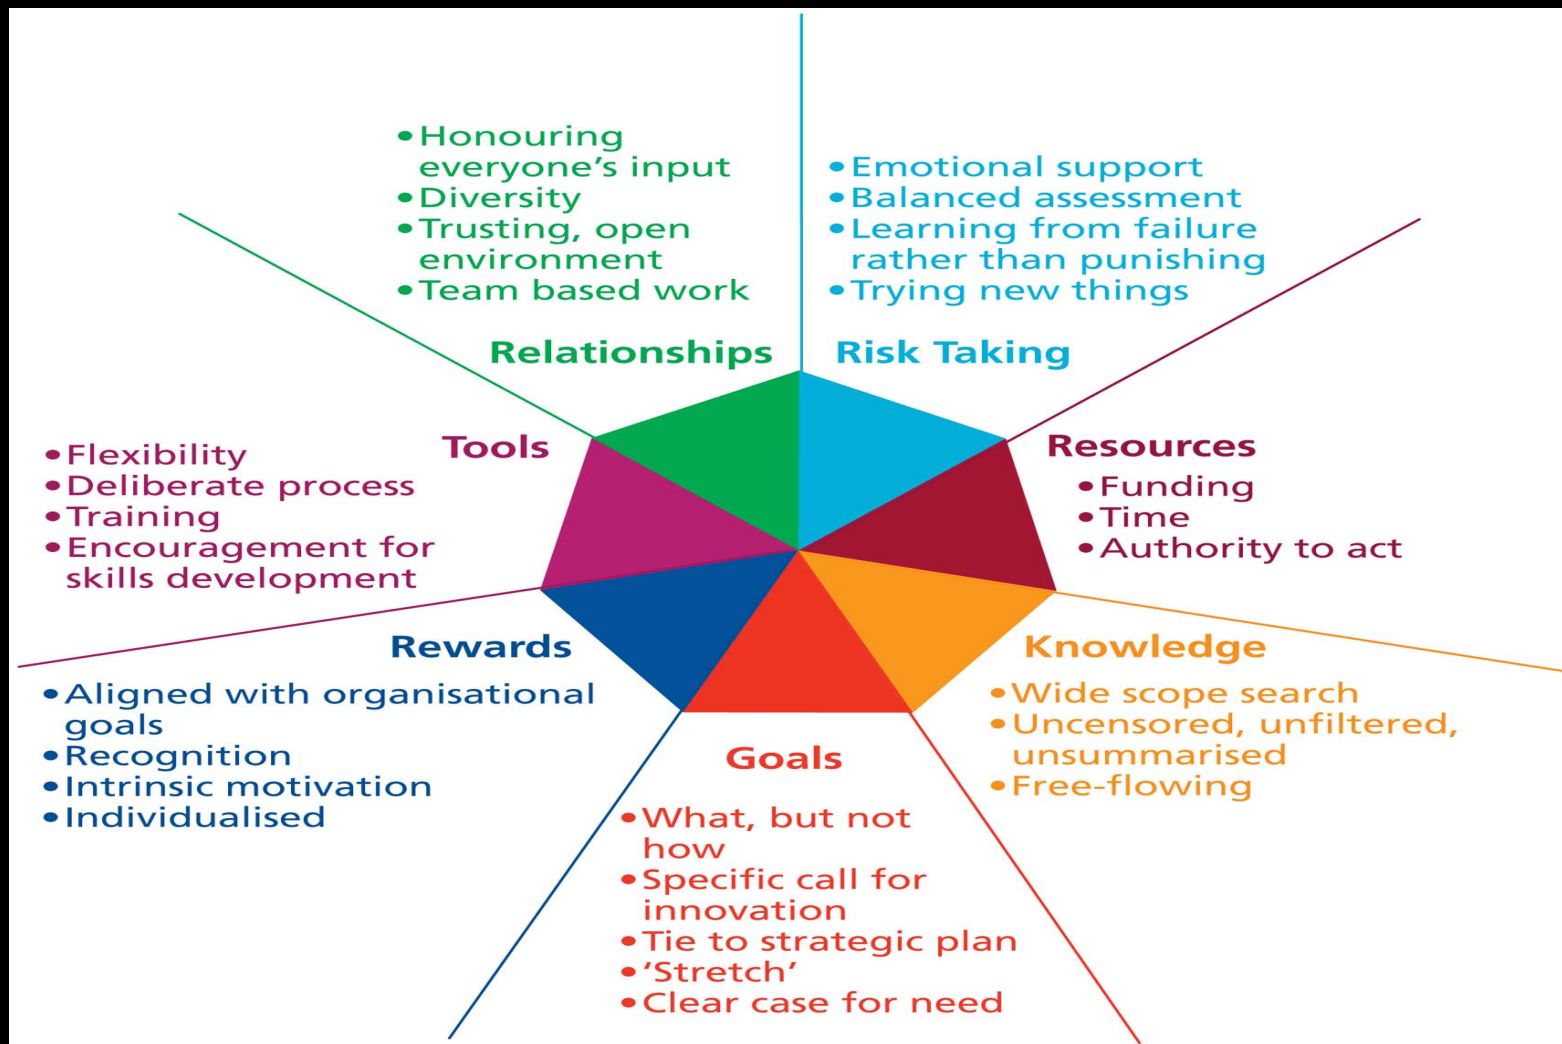 •Honouring
everyone’s input
•Diversity
•Trusting, open
environment
•Team based work
Relationships
•Emotional support
•Balanced assessment
•Learning from failure
rather than punishing
•Trying new things
Risk Taking
Resources
•Funding
•Time
•Authority to act
Knowledge
•Wide scope search
•Uncensored, unfiltered,
unsummarised
•Free-flowing
Goals
•What, but not
how
•Specific call for
innovation
•Tie to strategic plan
•‘Stretch’
•Clear case for need
Rewards
•Aligned with organisational
goals
•Recognition
•Intrinsic motivation
•Individualised
Tools
•Flexibility
•Deliberate process
•Training
•Encouragement for
skills development